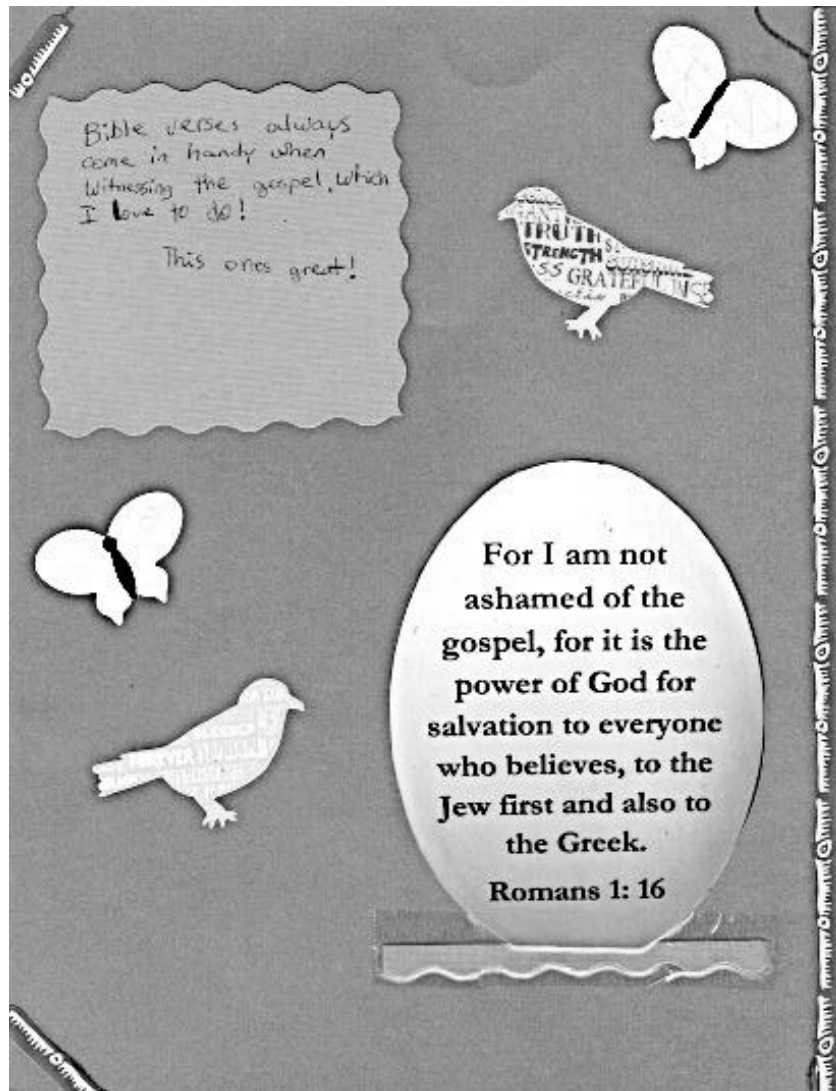 Bible verses always
come in handy when
Witnessing the gospel, which
I love to do!
This ones great!
TRUTH
STRENGTH
SS GRATEFUL RISE
For I am not
ashamed of the
gospel, for it is the
power of God for
salvation to everyone
who believes, to the
Jew first and also to
the Greek.
Romans 1: 16